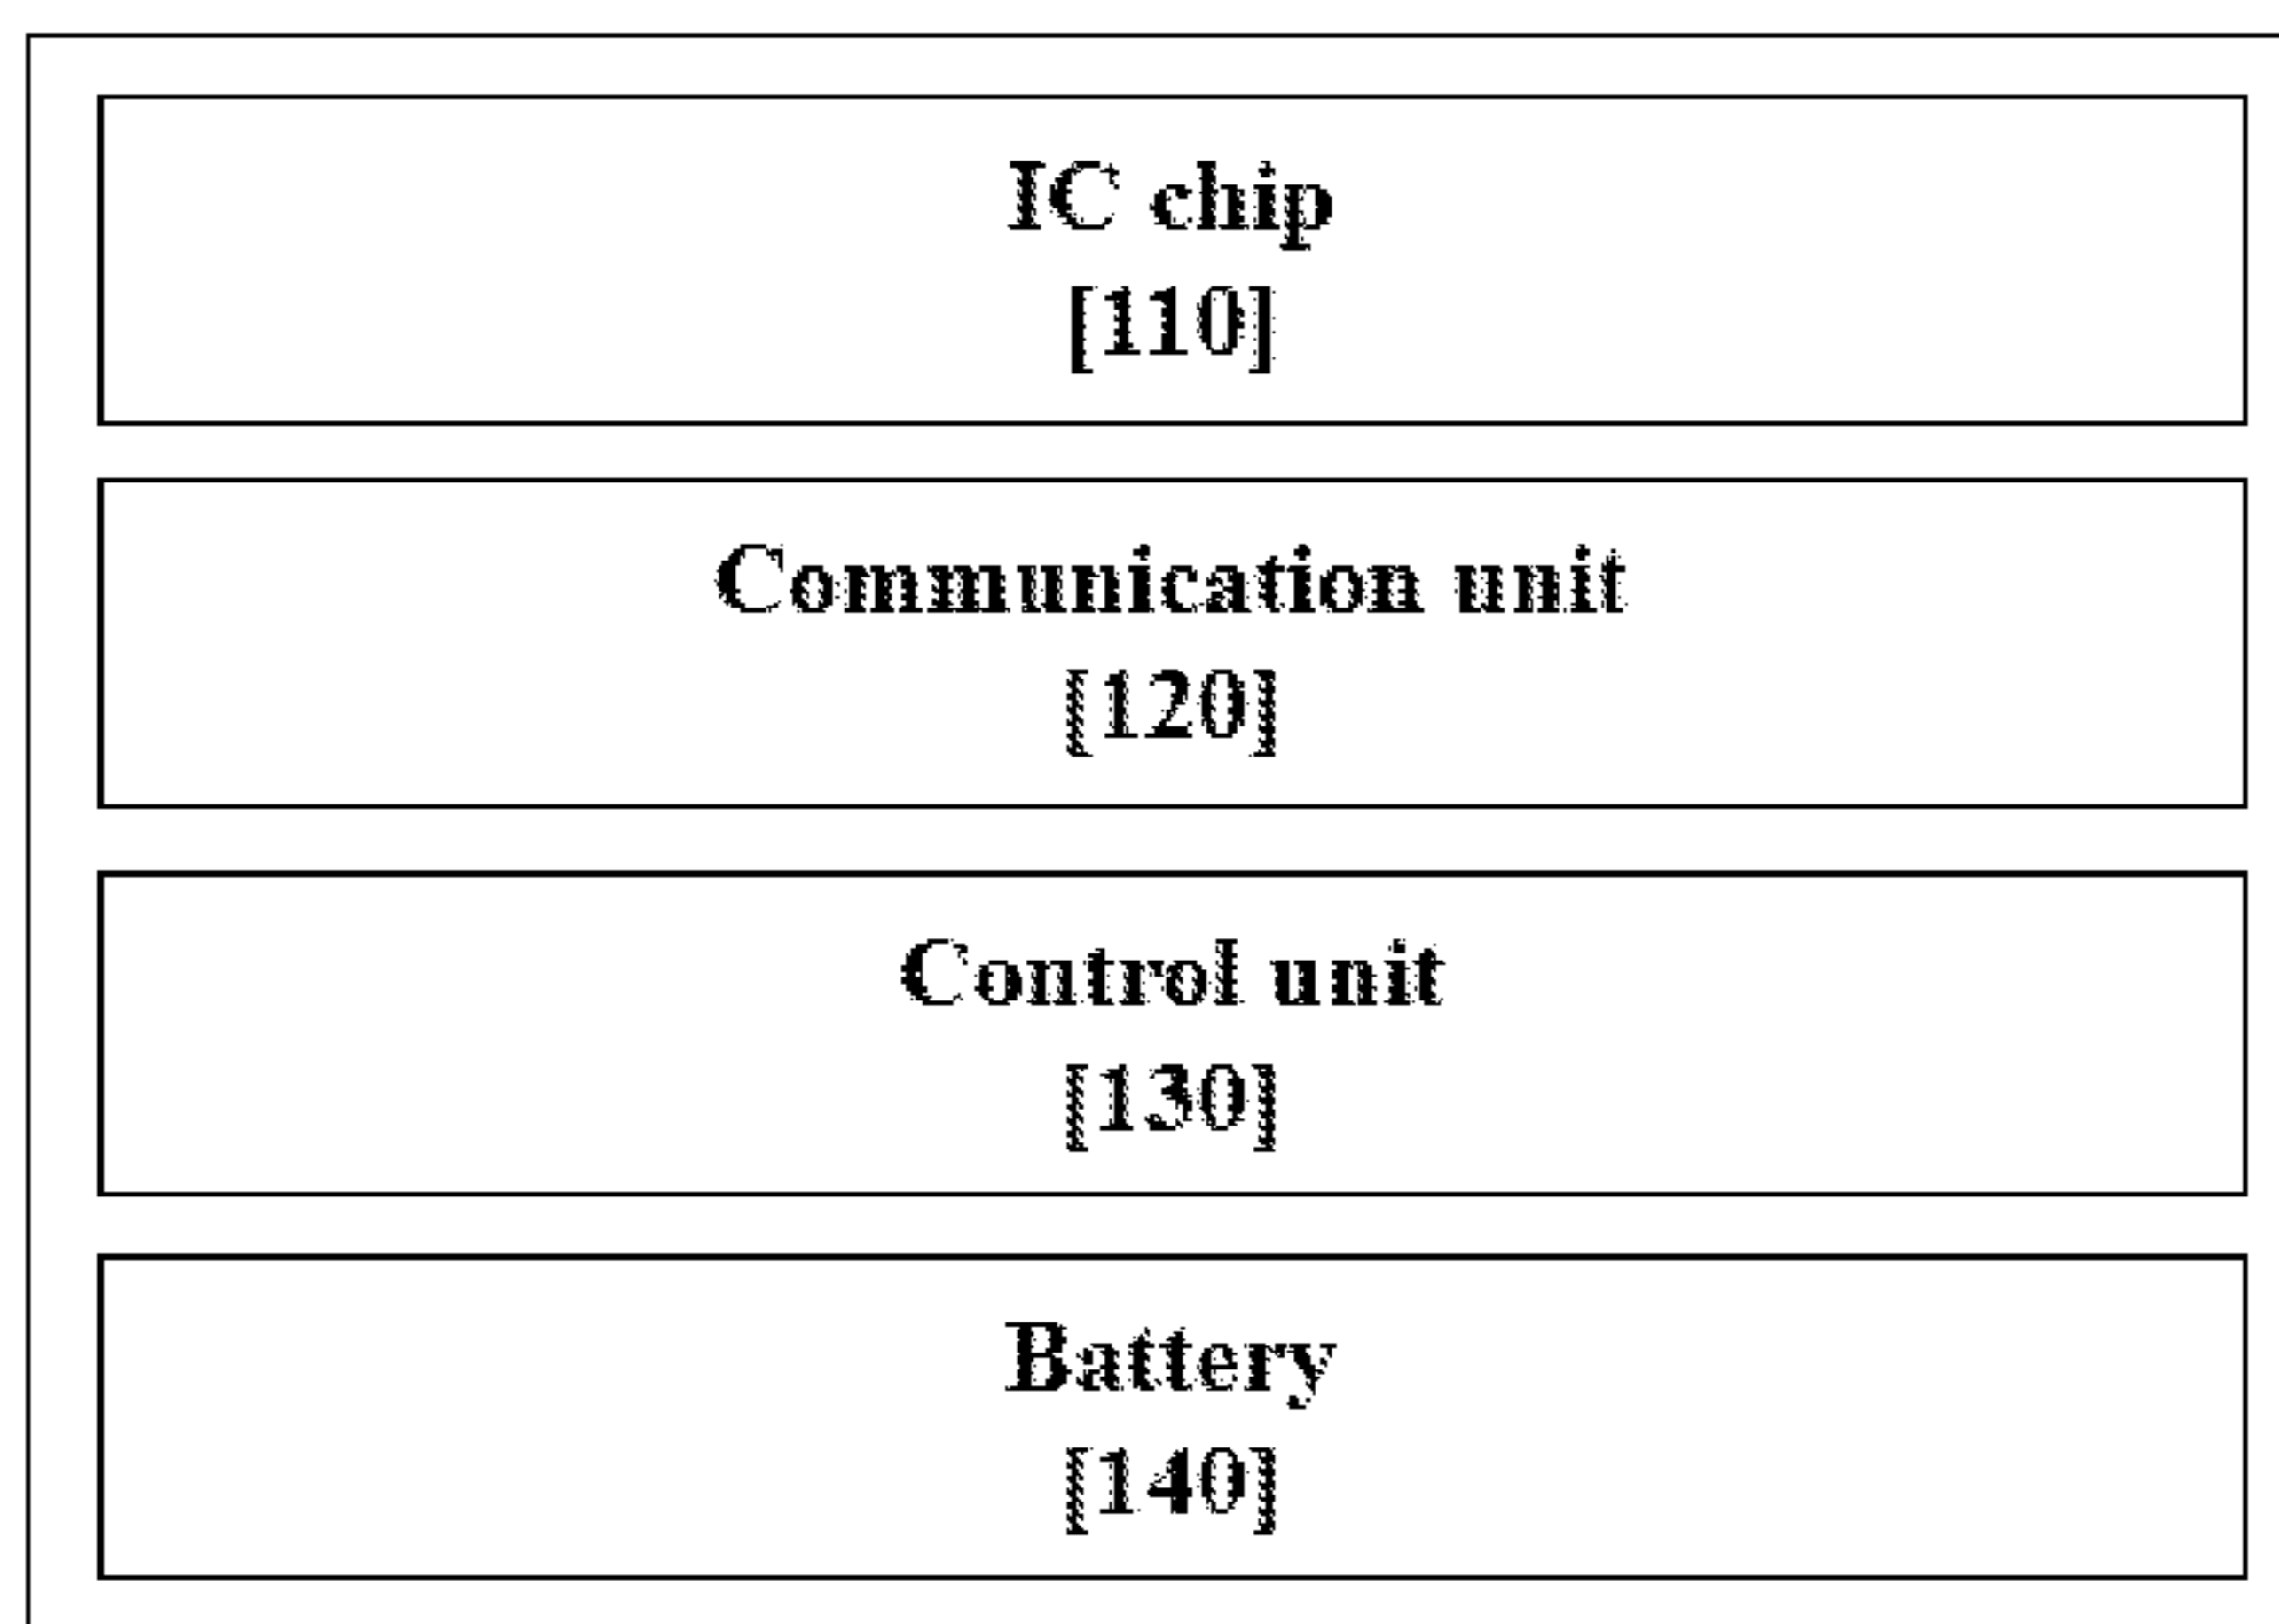 IC chip
[110]
Communication unit
[120]
Control unit
[130]
Battery
[140]